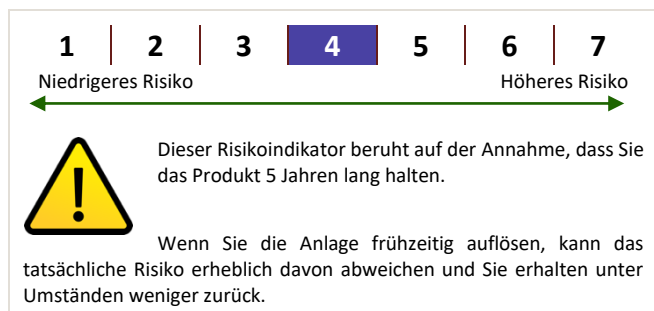 1 2 3 4 5 6 7
Niedrigeres Risiko Höheres Risiko
Dieser Risikoindikator beruht auf der Annahme, dass Sie
das Produkt 5 Jahren lang halten.
Wenn Sie die Anlage frühzeitig auflösen, kann das
tatsächliche Risiko erheblich davon abweichen und Sie erhalten unter
Umständen weniger zurück.